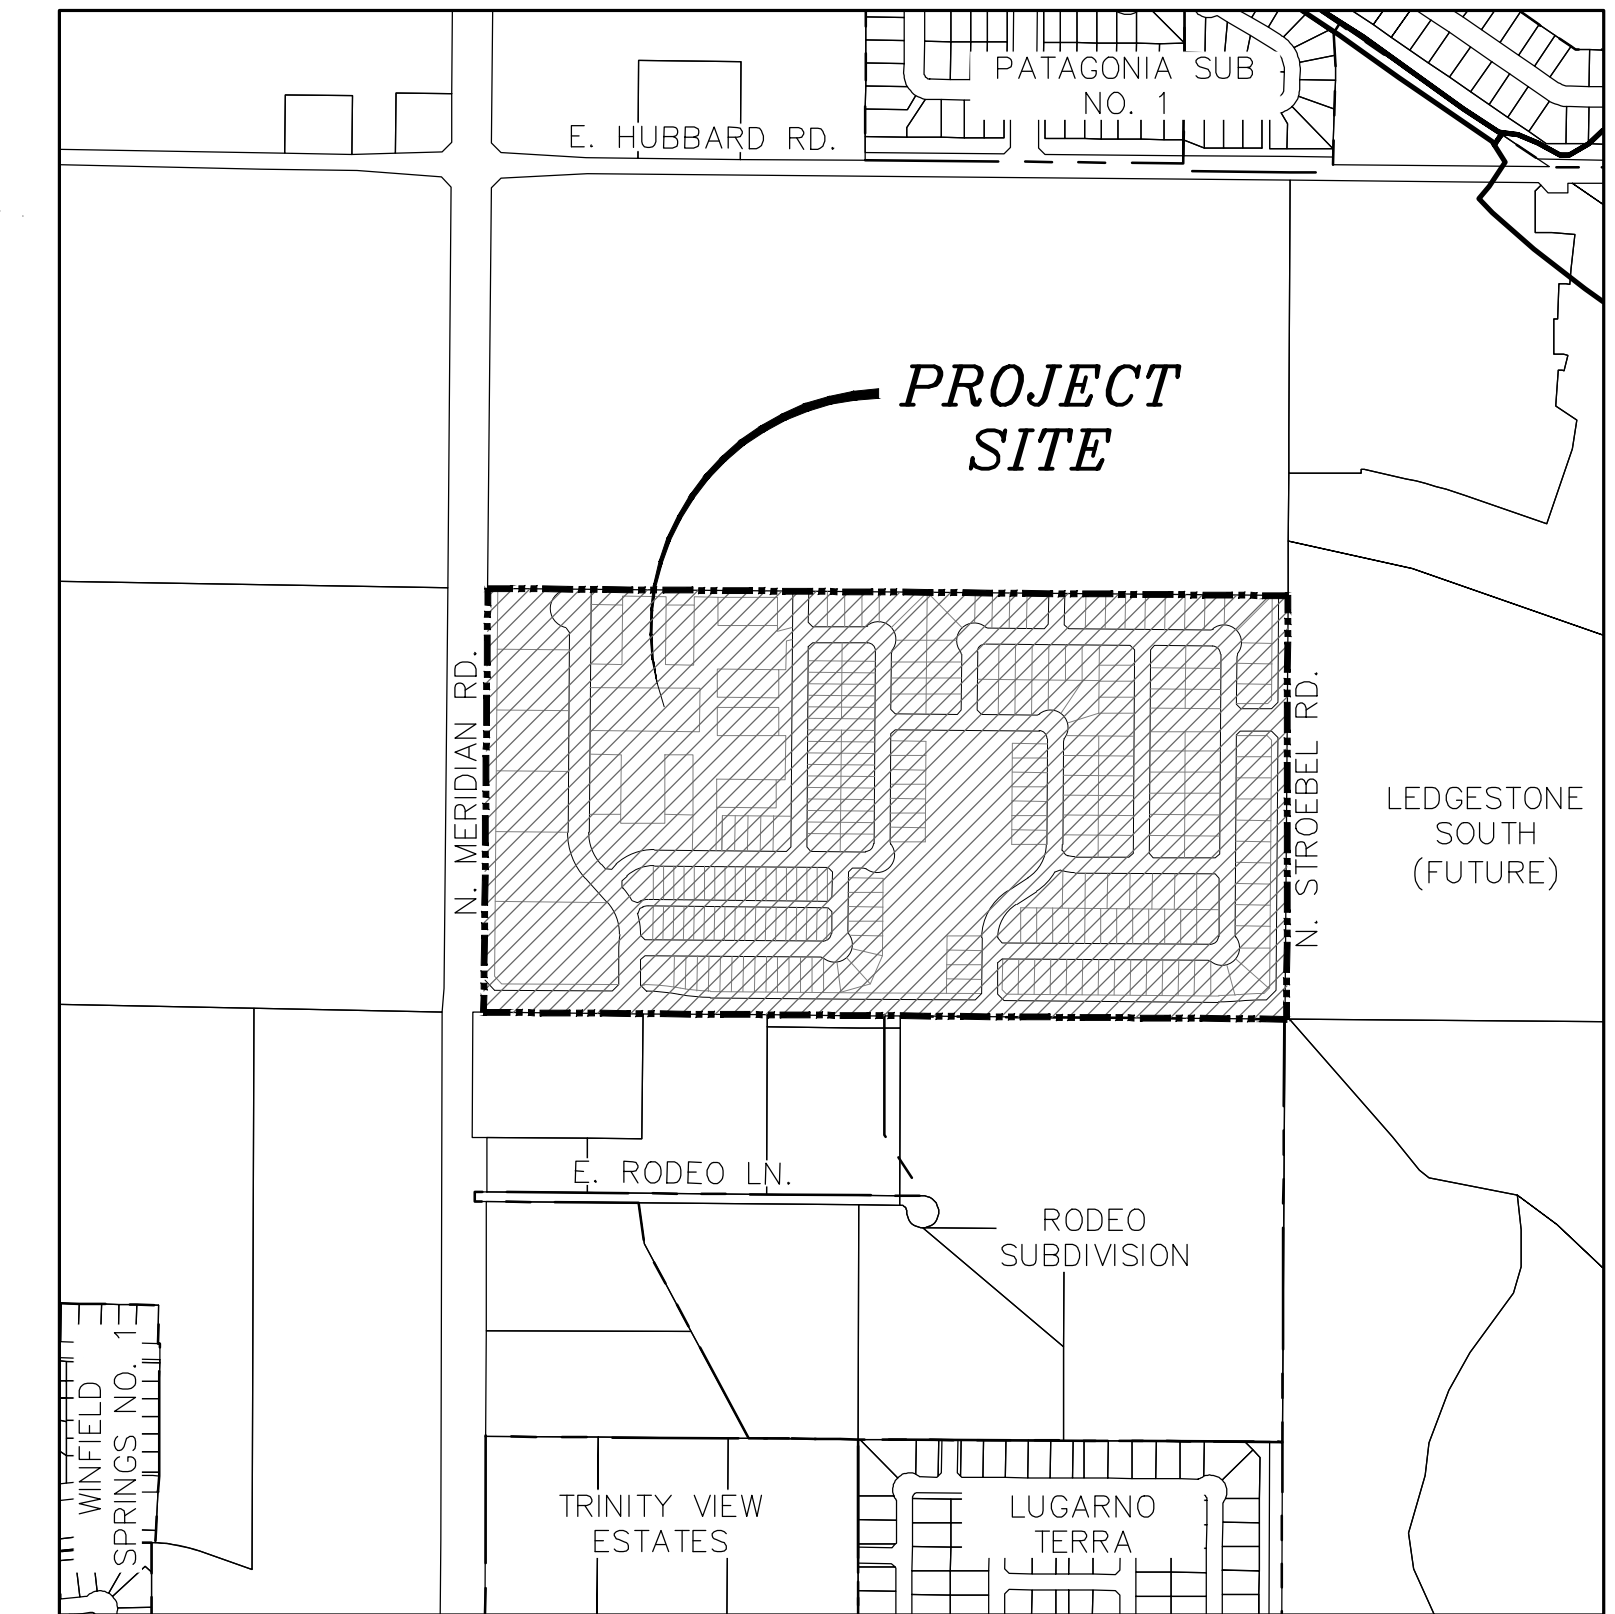 PATAGONIA SUB
NO. 1
E. HUBBARD RD.
PROJECT
SITE
N. MERIDIAN RD.
N. STROEBEL RD.
LEDGESTONE
SOUTH
(FUTURE)
E. RODEO LN.
RODEO
SUBDIVISION
WINFIELD
SPRINGS NO. 1
TRINITY VIEW
ESTATES
LUGARNO
TERRA